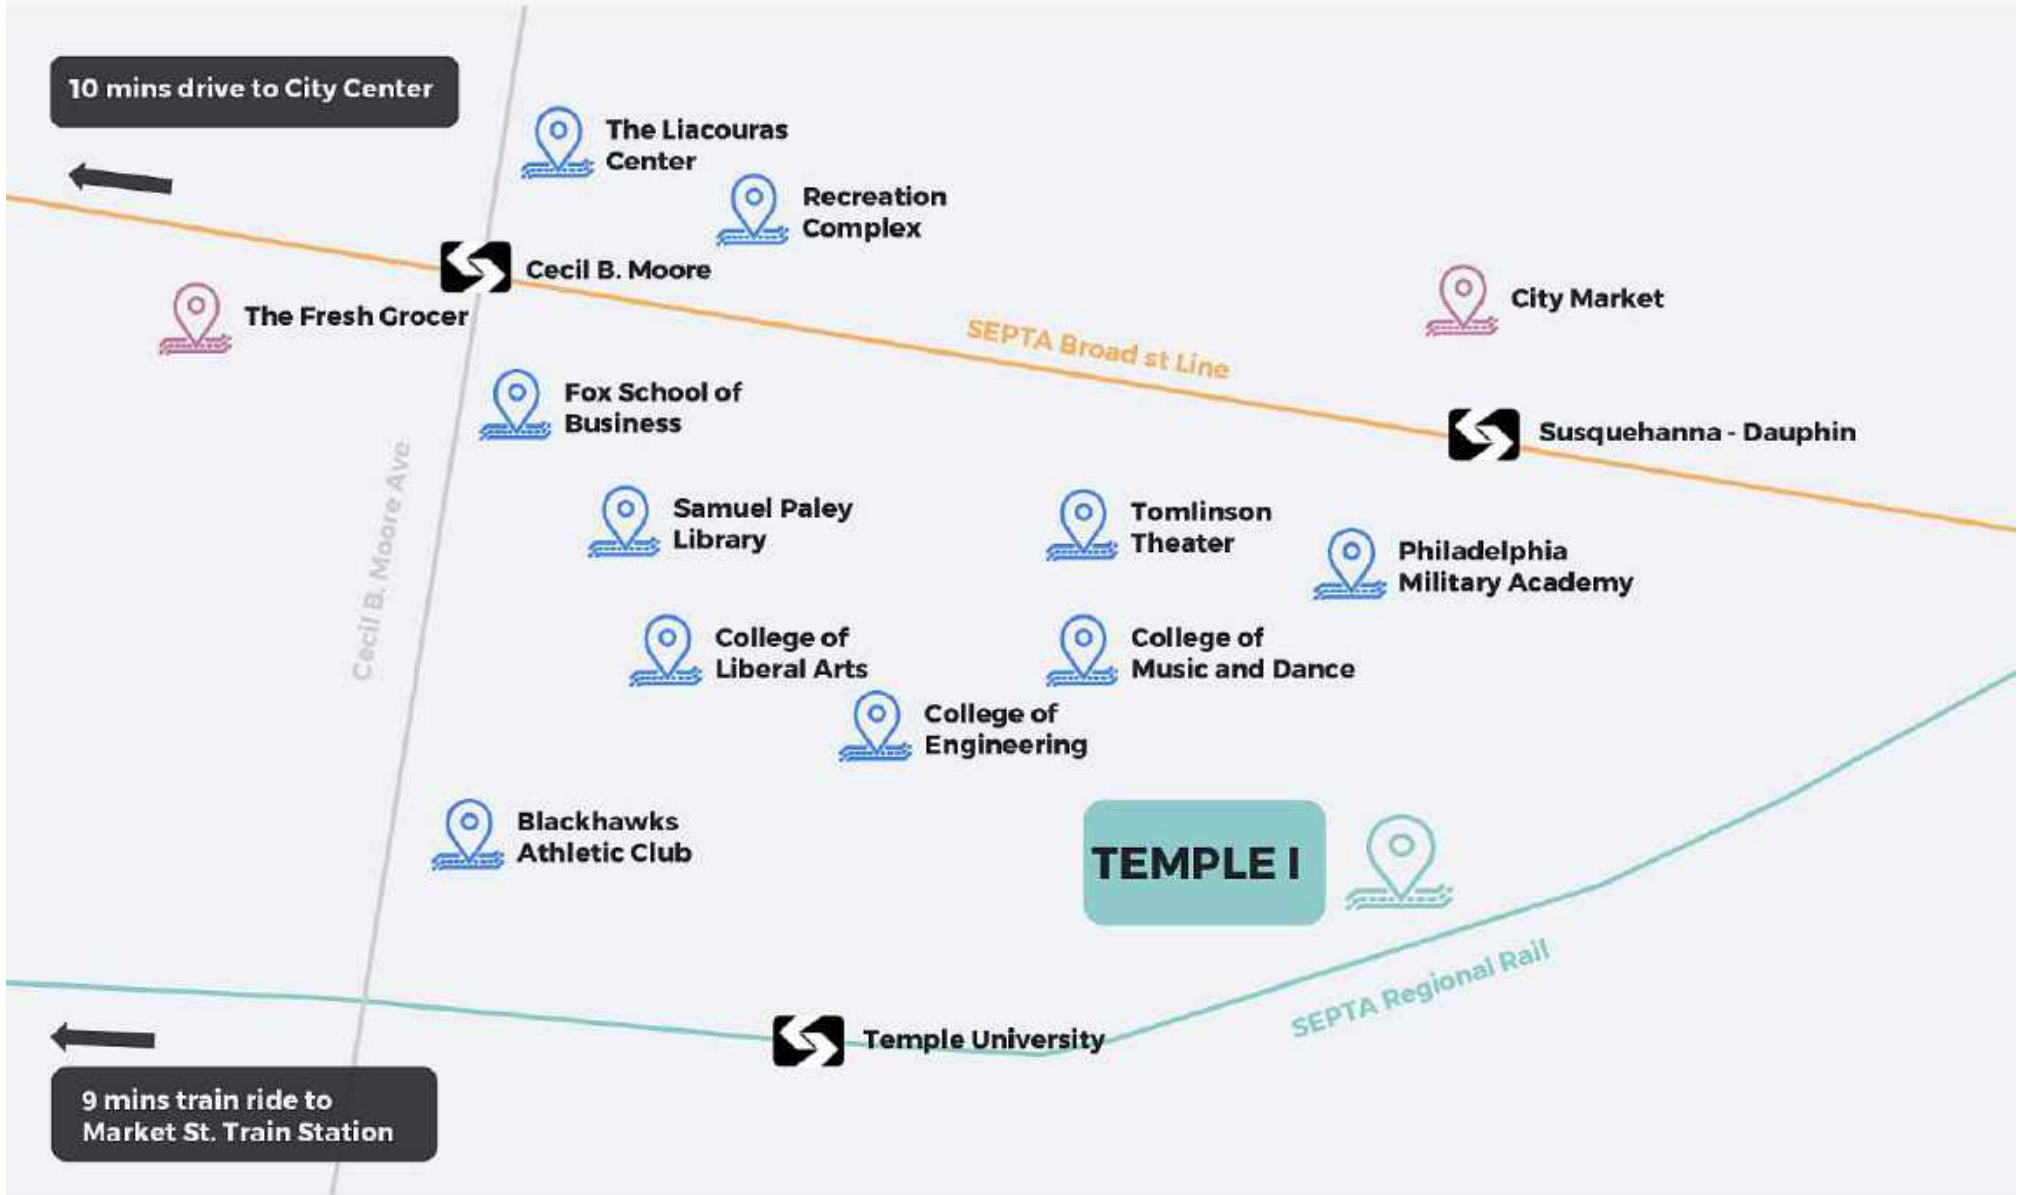 10 mins drive to City Center
The Liacouras
Center
Recreation
Complex
Cecil B. Moore
The Fresh Grocer
City Market
SEPTA Broad st Line
Fox School of
Business
Susquehanna - Dauphin
Cecil B. Moore Ave
Samuel Paley
Library
Tomlinson
Theater
Philadelphia
Military Academy
College of
Liberal Arts
College of
Music and Dance
College of
Engineering
Blackhawks
Athletic Club
TEMPLE I
SEPTA Regional Rail
Temple University
9 mins train ride to
Market St. Train Station